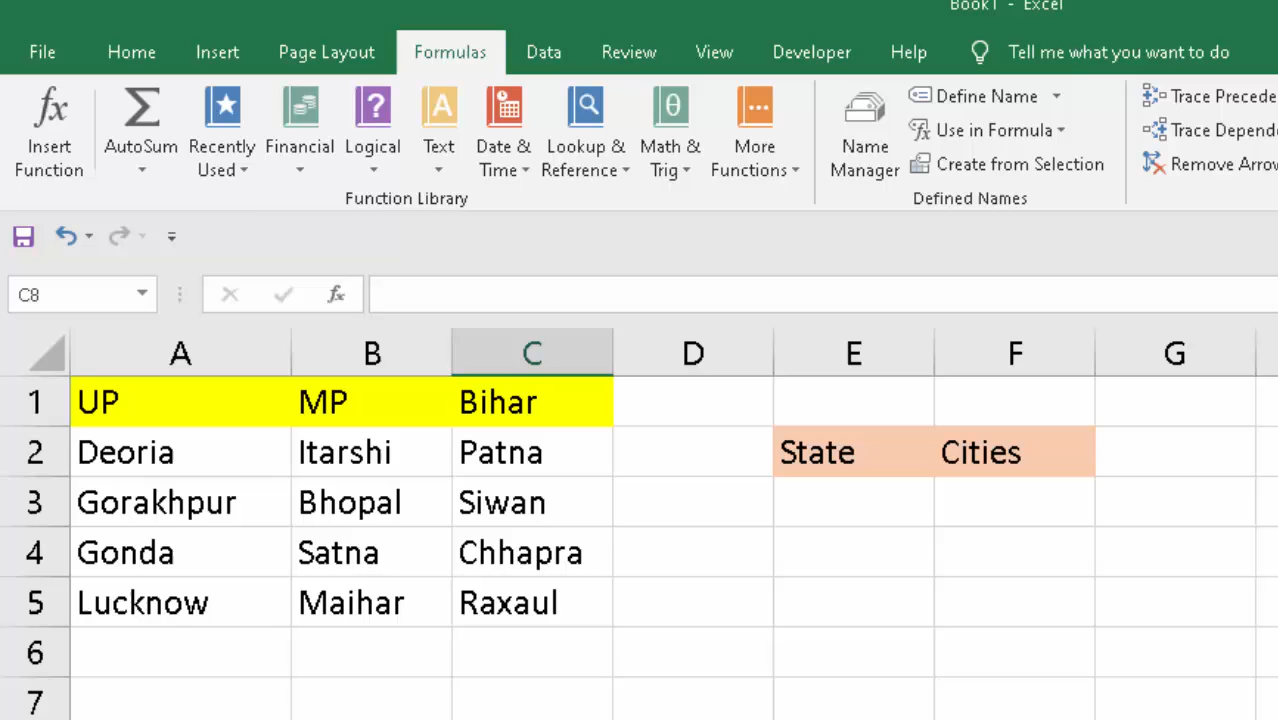 Book1 - Excel
File Home Insert Page Layout Formulas Data Review View Developer Help Tell me what you want to do
fx Insert Function
AutoSum
Recently Used
Financial
Logical
A Text
Date & Time
Lookup & Reference
θ Math & Trig
More Functions
Function Library
Name Manager
Define Name
Use in Formula
Create from Selection
Defined Names
Trace Precede
Trace Depend
Remove Arrow
C8 fx
A B C D E F G
1 UP MP Bihar
2 Deoria Itarshi Patna State Cities
3 Gorakhpur Bhopal Siwan
4 Gonda Satna Chhapra
5 Lucknow Maihar Raxaul
6
7